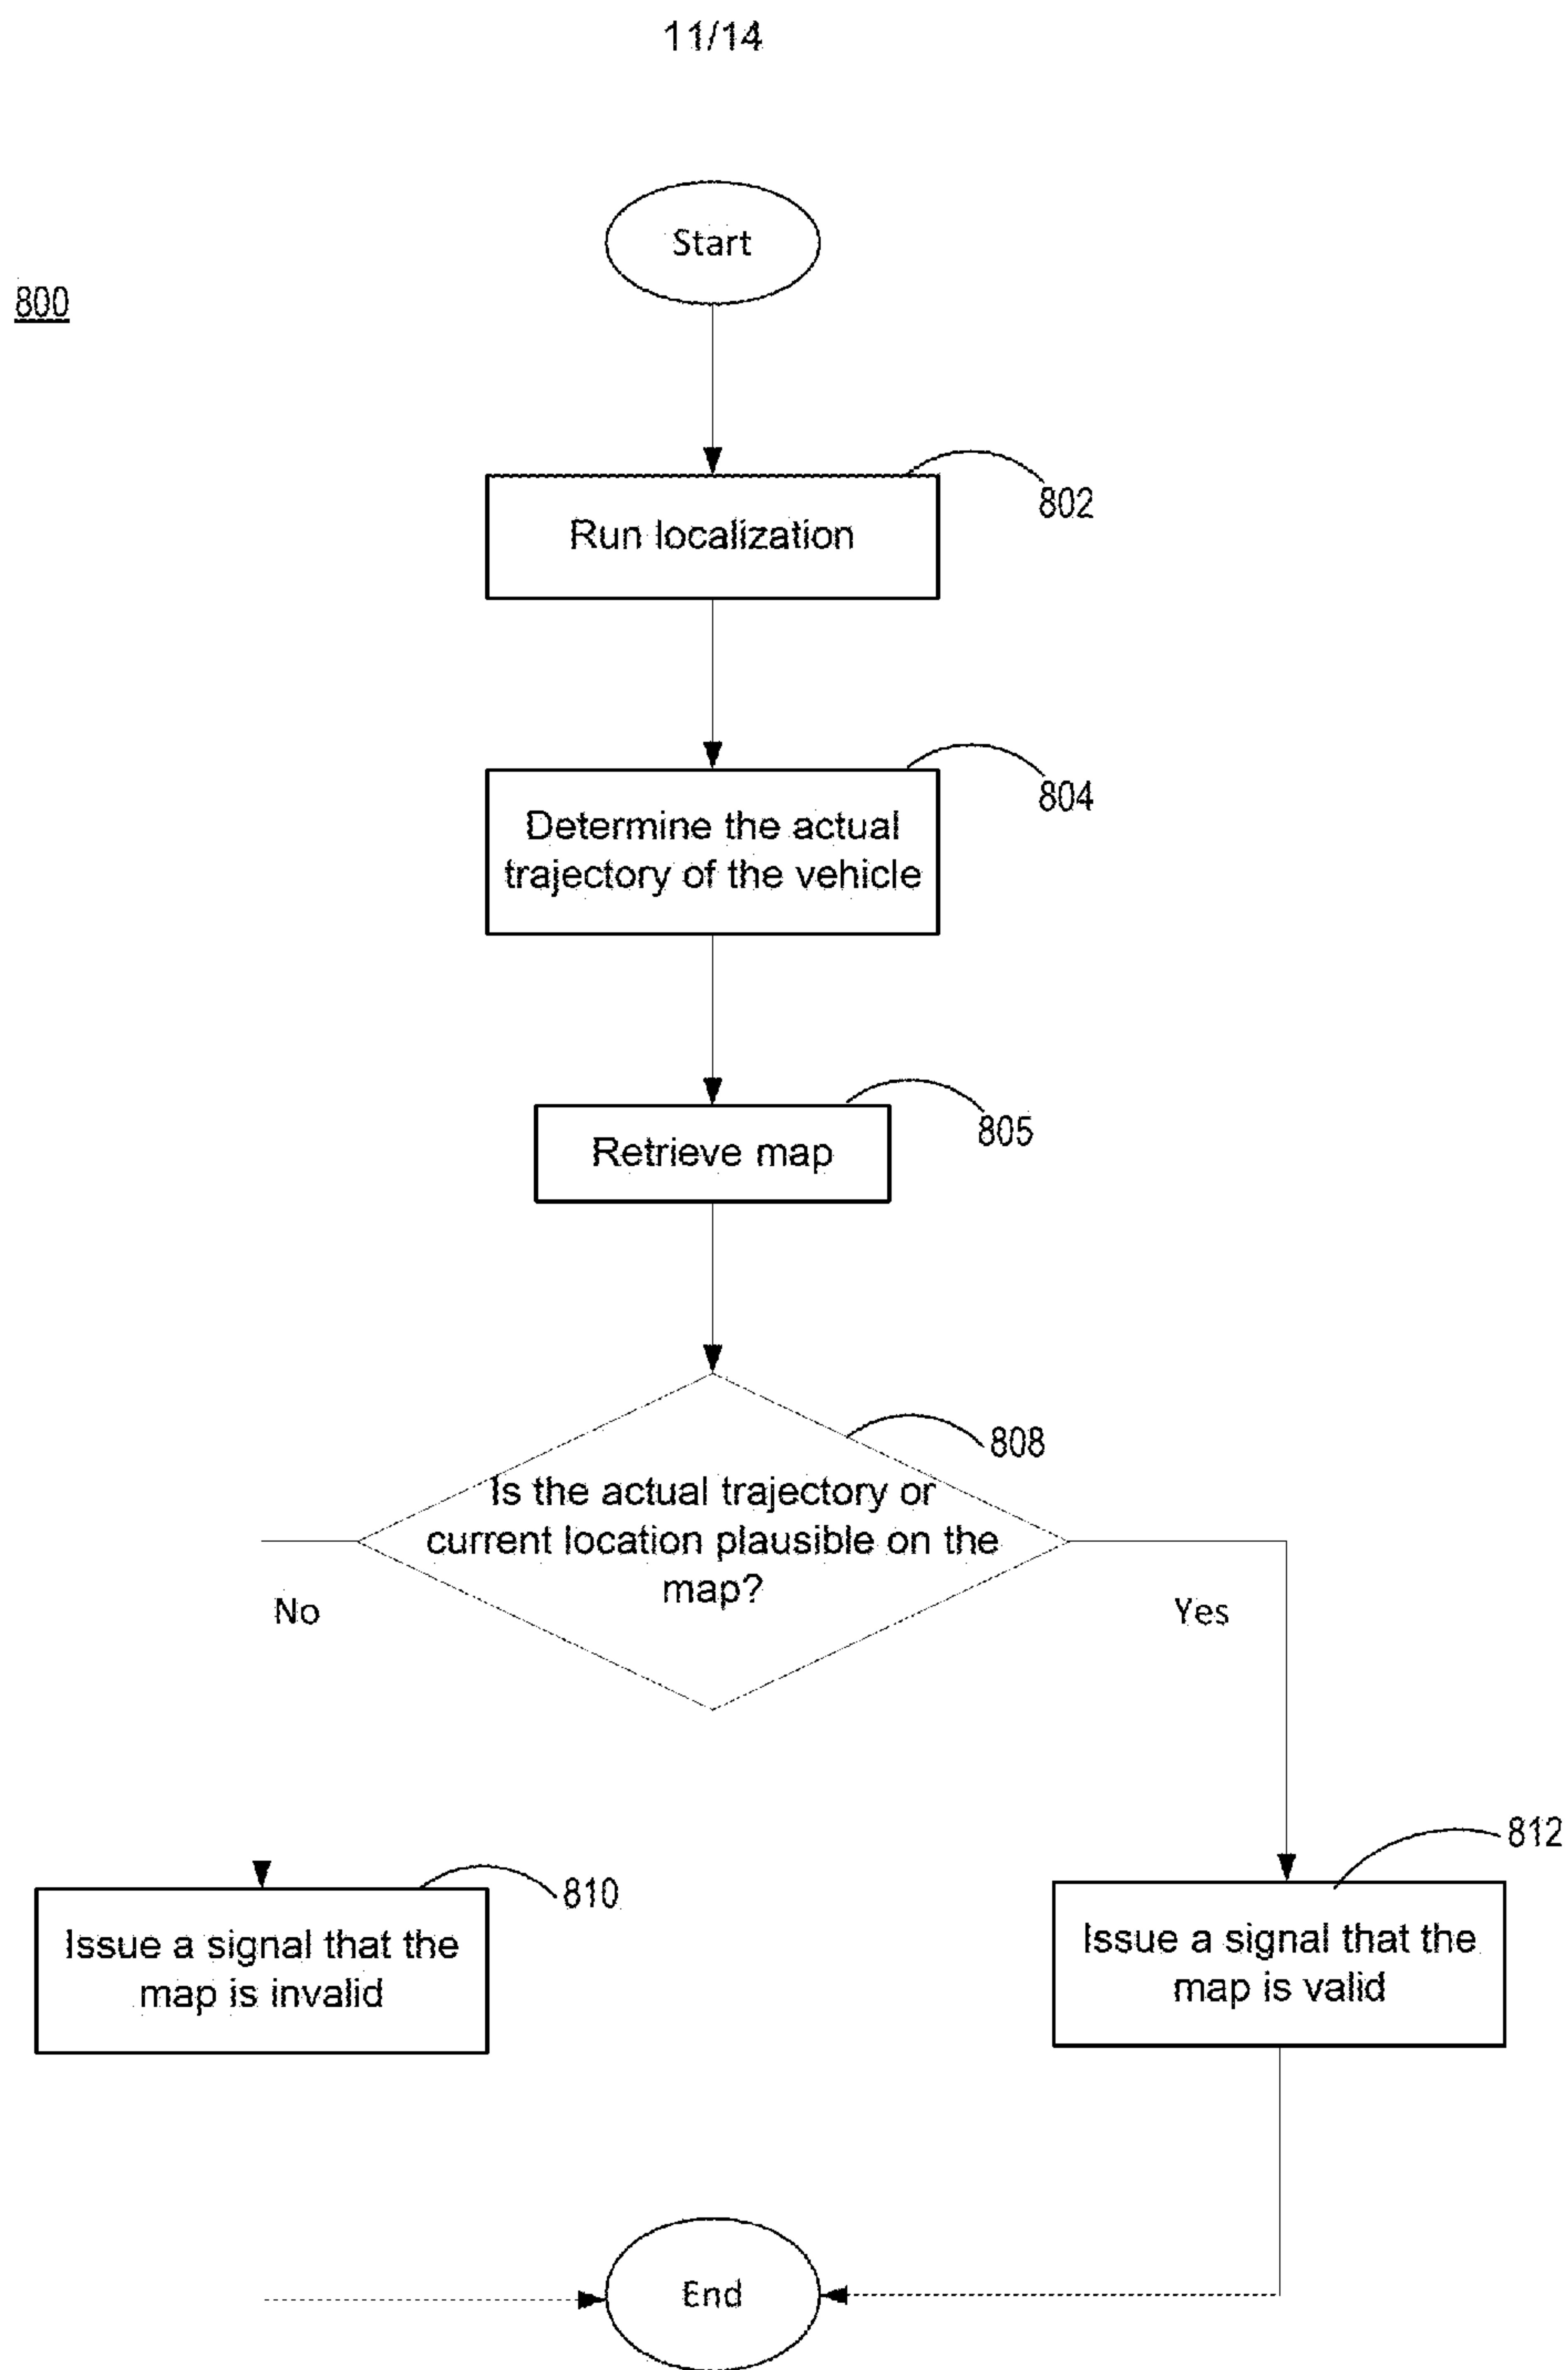 11/14
Start
800
802
Run localization
804
Determine the actual
trajectory of the vehicle
805
Retrieve map
808
Is the actual trajectory or
current location plausible on the
map?
No
Yes
812
810
Issue a signal that the
map is invalid
Issue a signal that the
map is valid
End